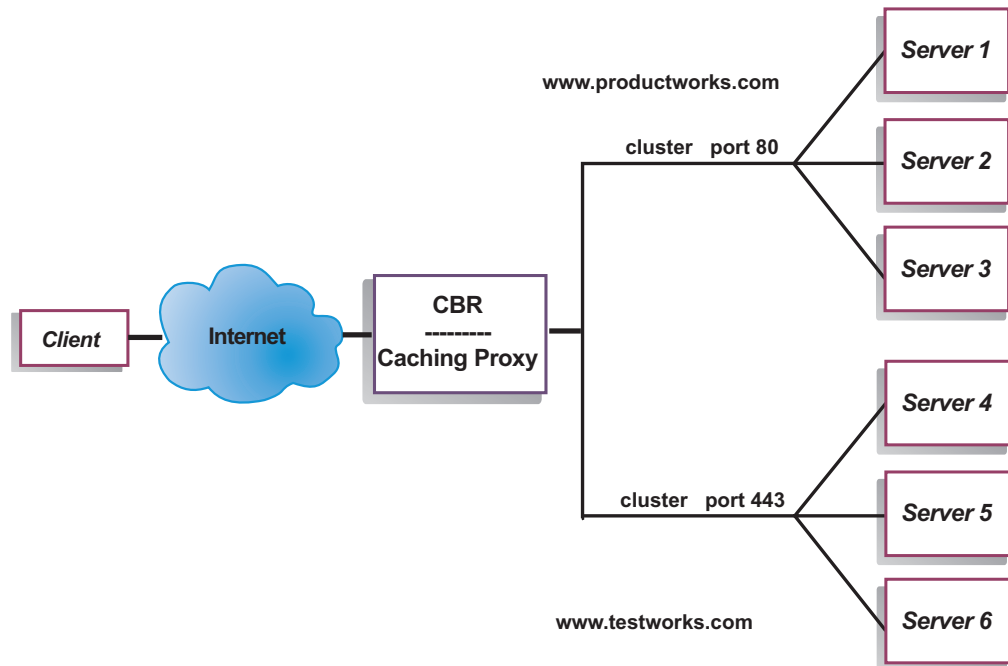 Server 1
www.productworks.com
cluster port 80
Server 2
Server 3
Client
Internet
CBR
---------
Caching Proxy
Server 4
cluster port 443
Server 5
www.testworks.com
Server 6